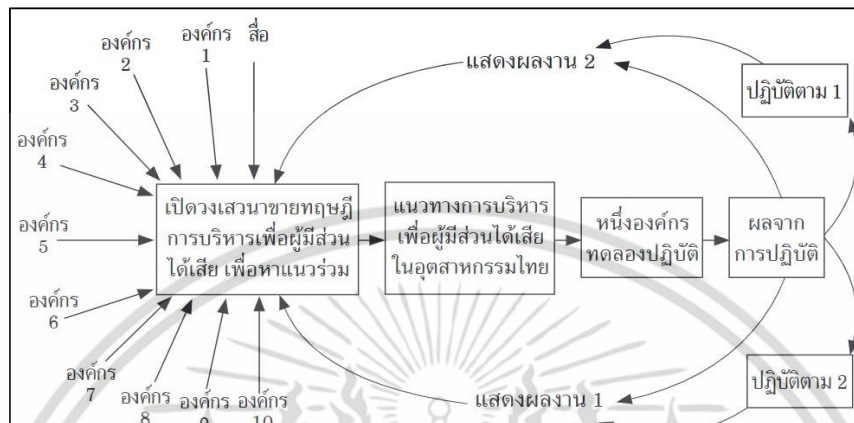 องค์กร
1
สื่อ
องค์กร
2
องค์กร
3
องค์กร
4
องค์กร
5
องค์กร
6
องค์กร
7
องค์กร
8
องค์กร
9
องค์กร
10
แสดงผลงาน 2
ปฏิบัติตาม 1
เปิดวงเสวนาขายทฤษฎี
การบริหารเพื่อผู้มีส่วน
ได้เสีย เพื่อหาแนวร่วม
แนวทางการบริหาร
เพื่อผู้มีส่วนได้เสีย
ในอุตสาหกรรมไทย
หนึ่งองค์กร
ทดลองปฏิบัติ
ผลจาก
การปฏิบัติ
ปฏิบัติตาม 2
แสดงผลงาน 1